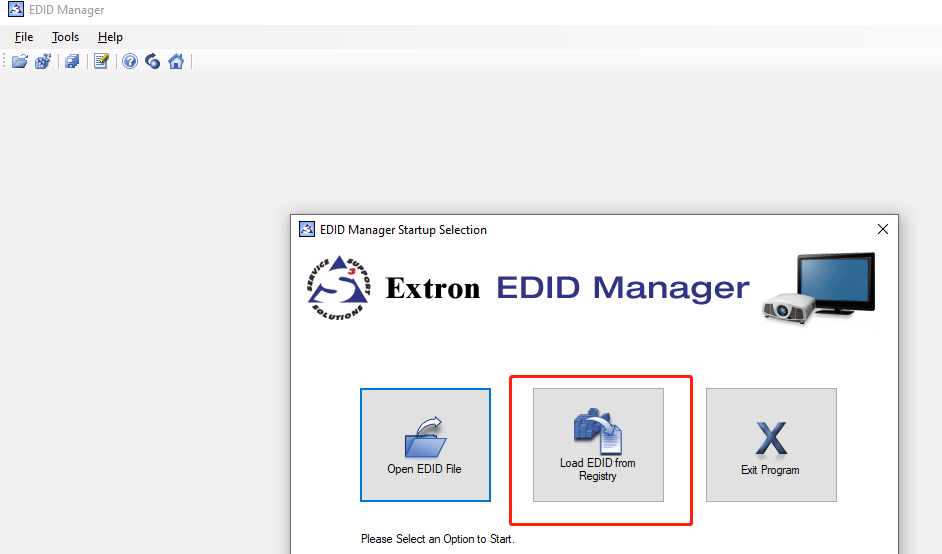 EDID Manager
File Tools Help
EDID Manager Startup Selection
SERVICE SUPPORT SOLUTIONS
S3
Extron EDID Manager
Open EDID File
Load EDID from
Registry
X
Exit Program
Please Select an Option to Start.